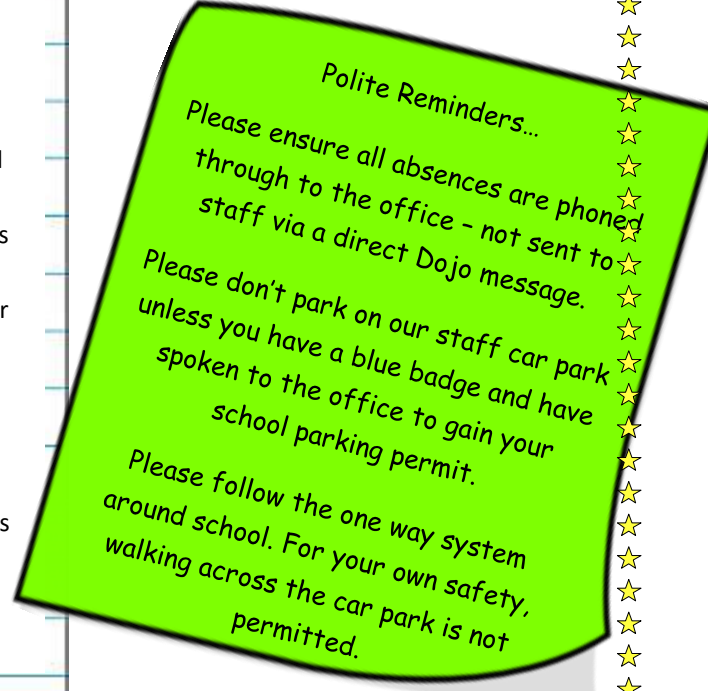 Polite Reminders...
Please ensure all absences are phoned
through to the office – not sent to
staff via a direct Dojo message.
Please don't park on our staff car park
unless you have a blue badge and have
spoken to the office to gain your
school parking permit.
Please follow the one way system
around school. For your own safety,
walking across the car park is not
permitted.